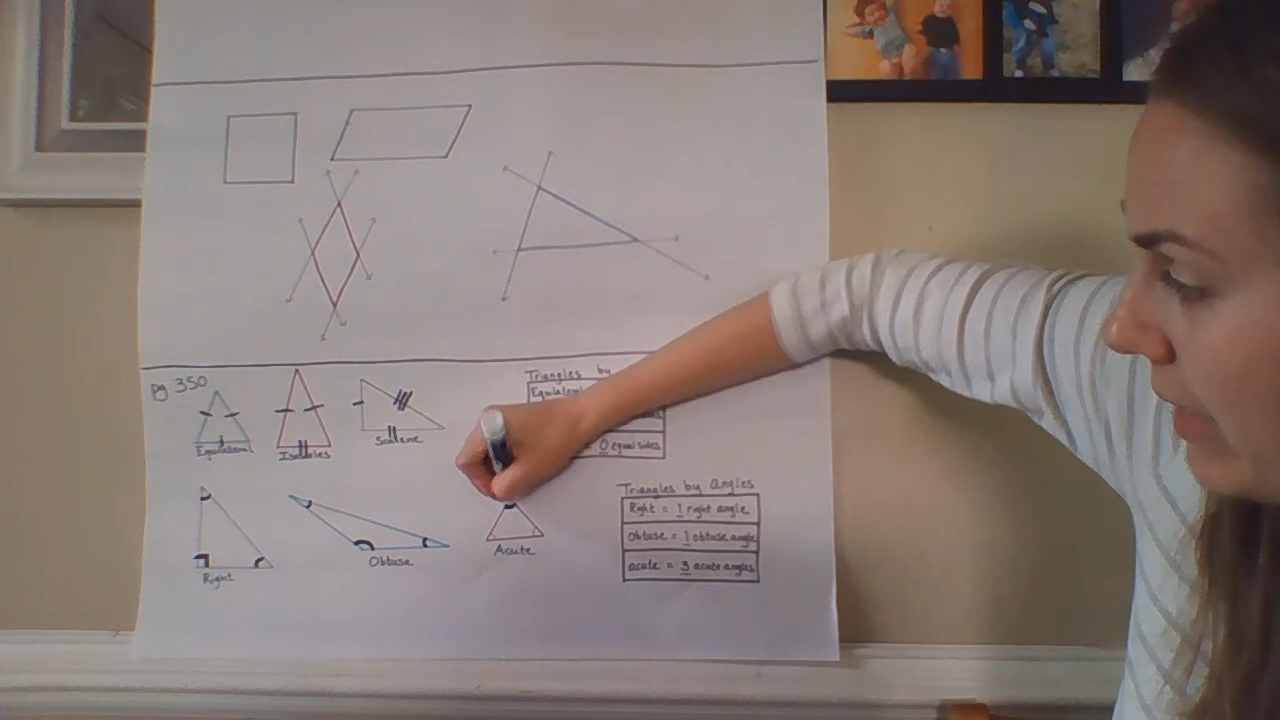 pg 350
Equilateral
Isosceles
Scalene
Triangles by
= 0 equal sides
Right
Obtuse
Acute
Triangles by Angles
Right = 1 right angle
Obtuse = 1 obtuse angle
acute = 3 acute angles